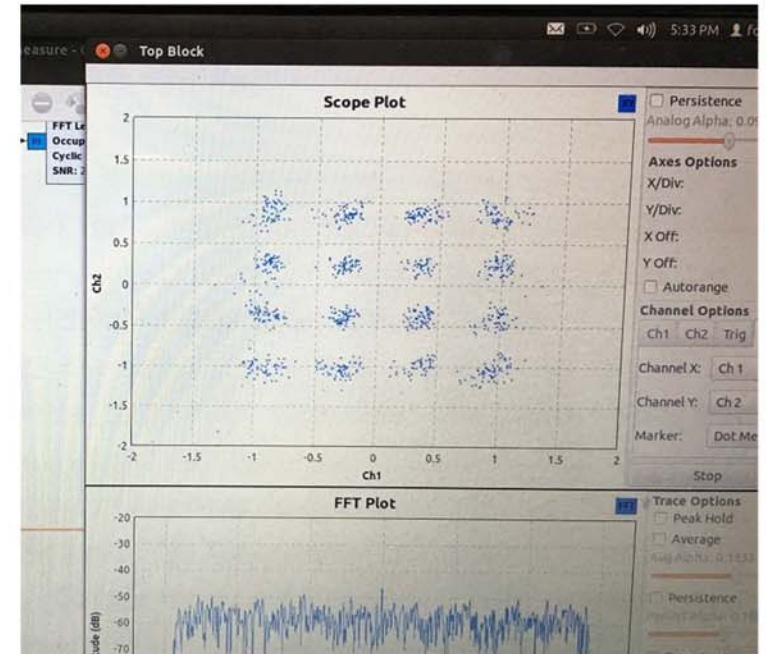 5:33 PM
Top Block
Scope Plot
Persistence
Analog Alpha: 0.09
Axes Options
X/Div:
Y/Div:
X Off:
Y Off:
Autorange
Channel Options
Ch1 Ch2 Trig
Channel X: Ch 1
Channel Y: Ch 2
Marker: Dot Me
Stop
FFT Le
Occup
Cyclic
SNR: 2
2
1.5
1
0.5
0
-0.5
-1
-1.5
-2
Ch2
-2 -1.5 -1 -0.5 0 0.5 1 1.5 2
Ch1
FFT Plot
Trace Options
Peak Hold
Average
Persistence
-20
-30
-40
-50
-60
-70